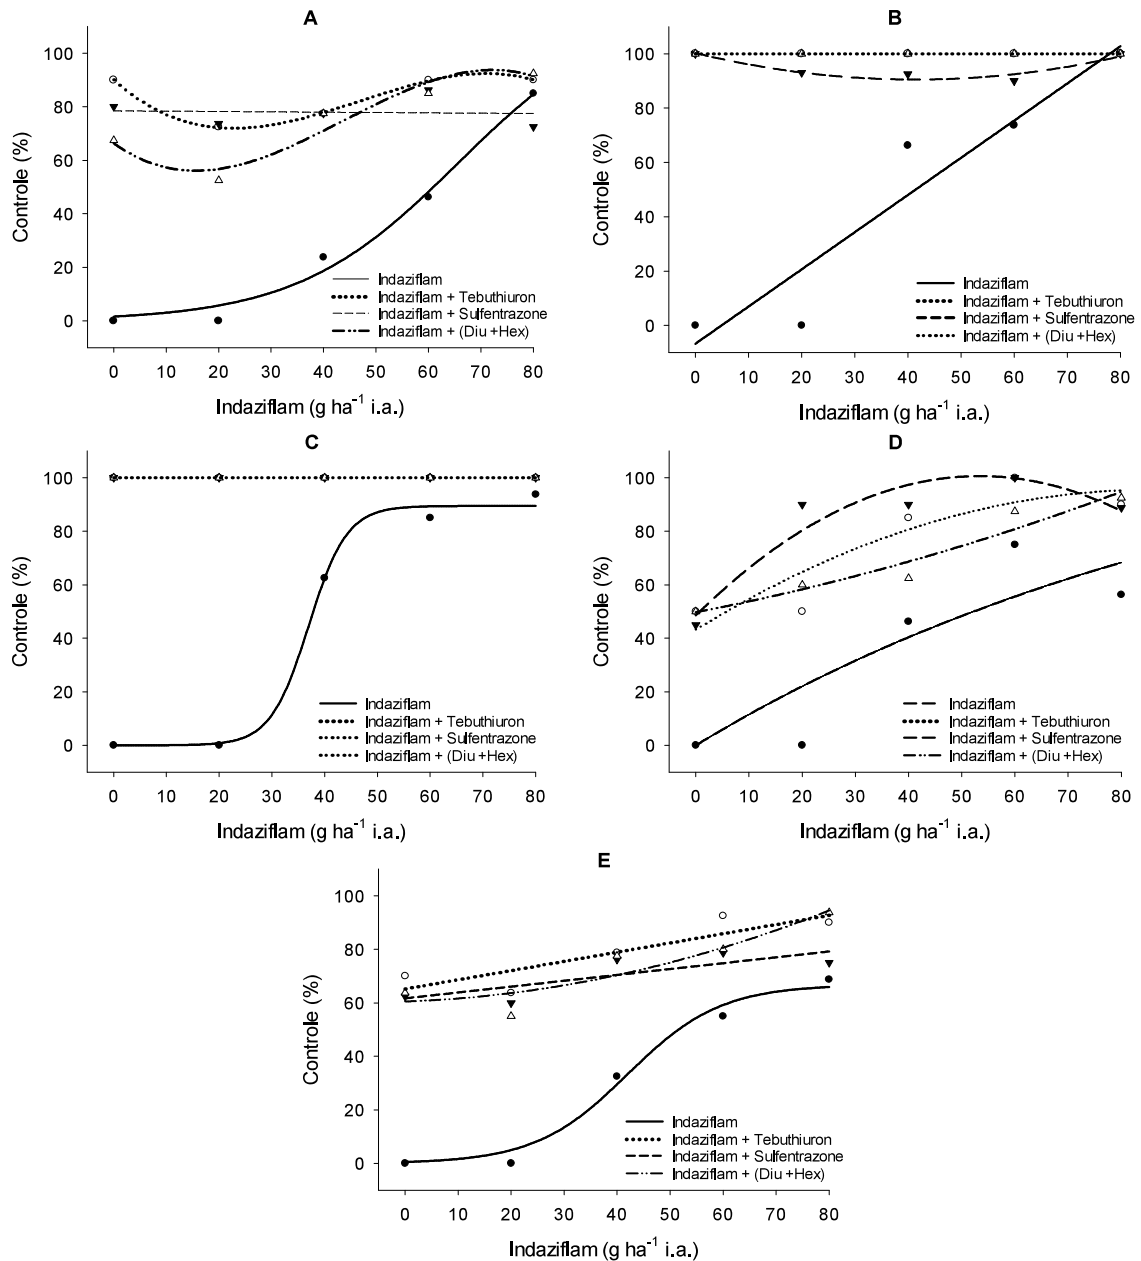 A
Controle (%)
100
80
60
40
20
0
Indaziflam
Indaziflam + Tebuthiuron
Indaziflam + Sulfentrazone
Indaziflam + (Diu +Hex)
0 10 20 30 40 50 60 70 80
Indaziflam (g ha⁻¹ i.a.)
B
Controle (%)
100
80
60
40
20
0
Indaziflam
Indaziflam + Tebuthiuron
Indaziflam + Sulfentrazone
Indaziflam + (Diu +Hex)
0 10 20 30 40 50 60 70 80
Indaziflam (g ha⁻¹ i.a.)
C
Controle (%)
100
80
60
40
20
0
Indaziflam
Indaziflam + Tebuthiuron
Indaziflam + Sulfentrazone
Indaziflam + (Diu +Hex)
0 10 20 30 40 50 60 70 80
Indaziflam (g ha⁻¹ i.a.)
D
Controle (%)
100
80
60
40
20
0
Indaziflam
Indaziflam + Tebuthiuron
Indaziflam + Sulfentrazone
Indaziflam + (Diu +Hex)
0 10 20 30 40 50 60 70 80
Indaziflam (g ha⁻¹ i.a.)
E
Controle (%)
100
80
60
40
20
0
Indaziflam
Indaziflam + Tebuthiuron
Indaziflam + Sulfentrazone
Indaziflam + (Diu +Hex)
0 10 20 30 40 50 60 70 80
Indaziflam (g ha⁻¹ i.a.)